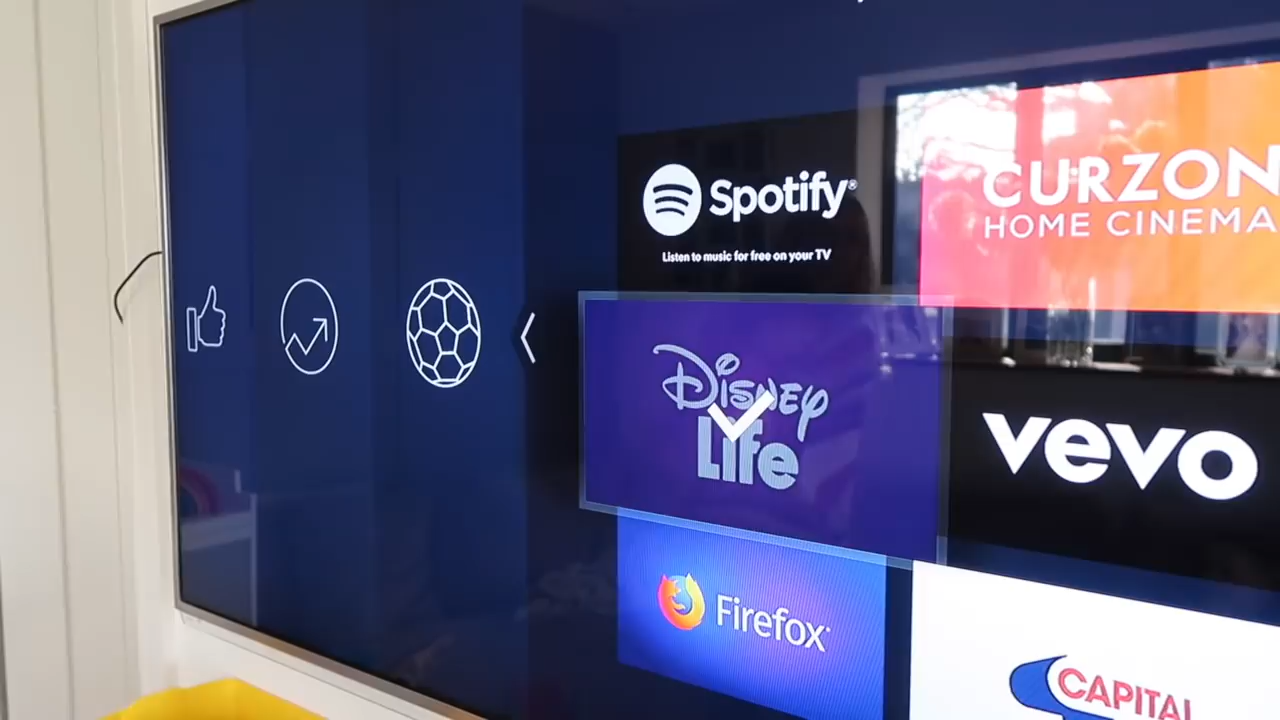 Spotify®
Listen to music for free on your TV
CURZON
HOME CINEMA
Disney
Life
vevo
Firefox
CAPITAL